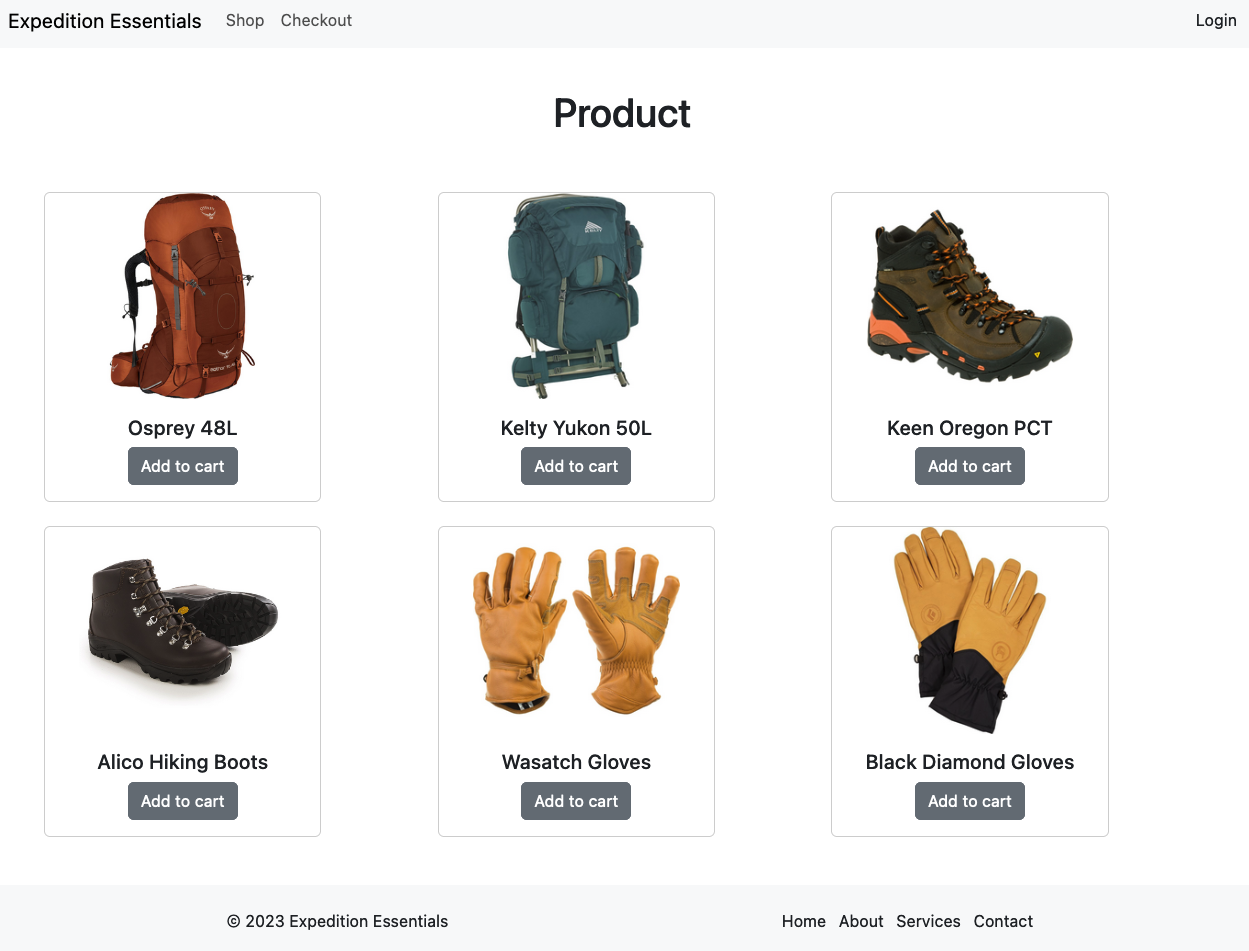 Expedition Essentials Shop Checkout Login
Product
Osprey 48L Kelty Yukon 50L Keen Oregon PCT
Add to cart Add to cart Add to cart
Alico Hiking Boots Wasatch Gloves Black Diamond Gloves
Add to cart Add to cart Add to cart
© 2023 Expedition Essentials Home About Services Contact